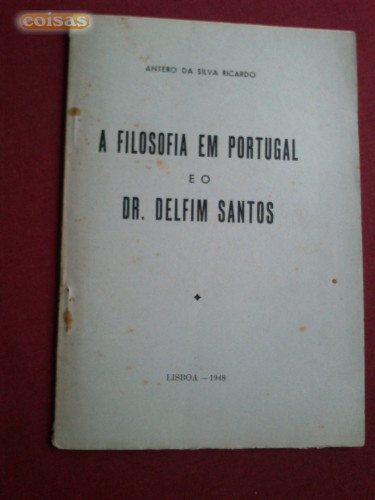 coisas
ANTERO DA SILVA RICARDO
A FILOSOFIA EM PORTUGAL
E O
DR. DELFIM SANTOS
LISBOA — 1948